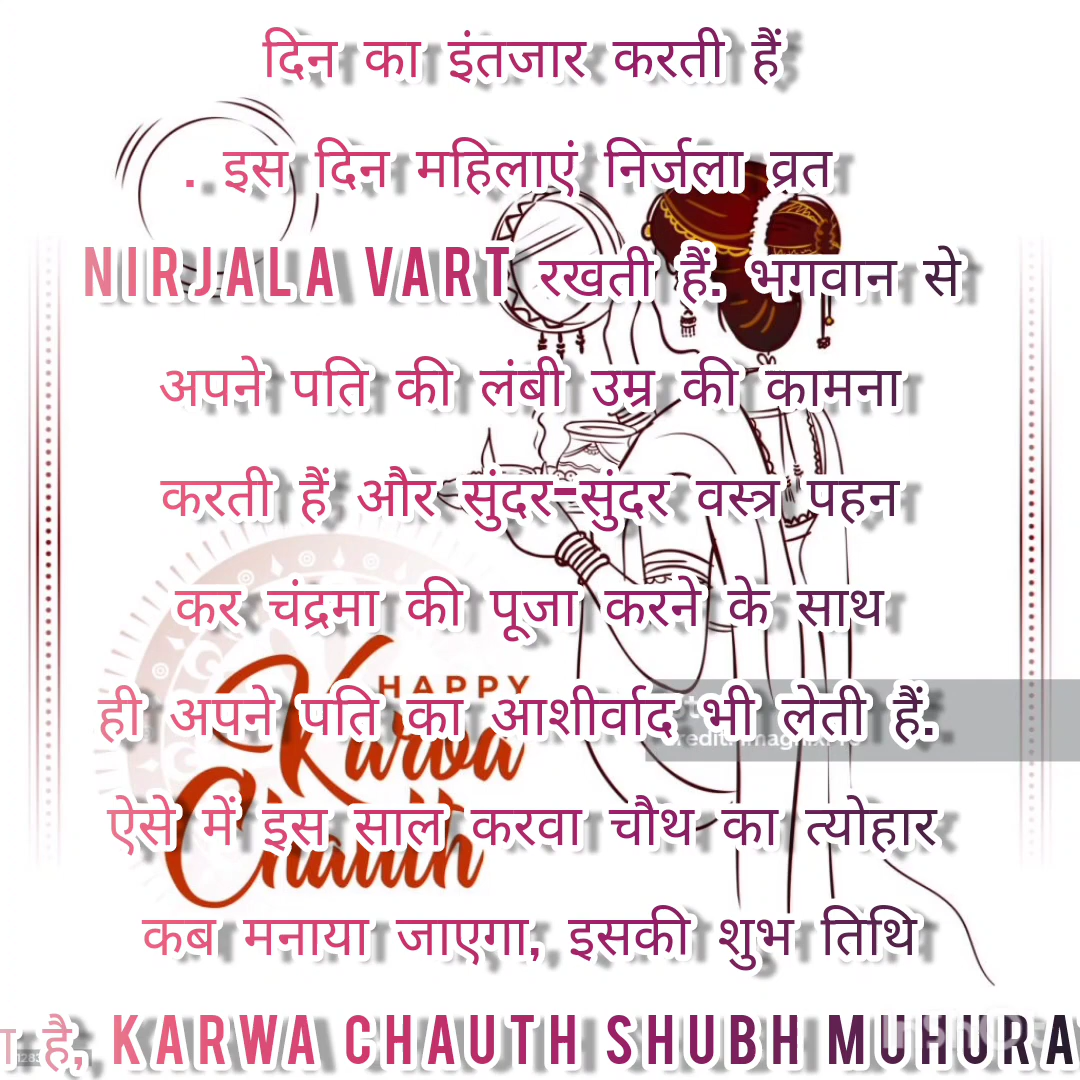 दिन का इंतजार करती हैं
. इस दिन महिलाएं निर्जला व्रत
NIRJALA VART रखती हैं. भगवान से
अपने पति की लंबी उम्र की कामना
करती हैं और सुंदर-सुंदर वस्त्र पहन
कर चंद्रमा की पूजा करने के साथ
HAPPY
ही अपने पति का आशीर्वाद भी लेती हैं.
Karwa
Chauth
ऐसे में इस साल करवा चौथ का त्योहार
कब मनाया जाएगा, इसकी शुभ तिथि
है, KARWA CHAUTH SHUBH MUHURA